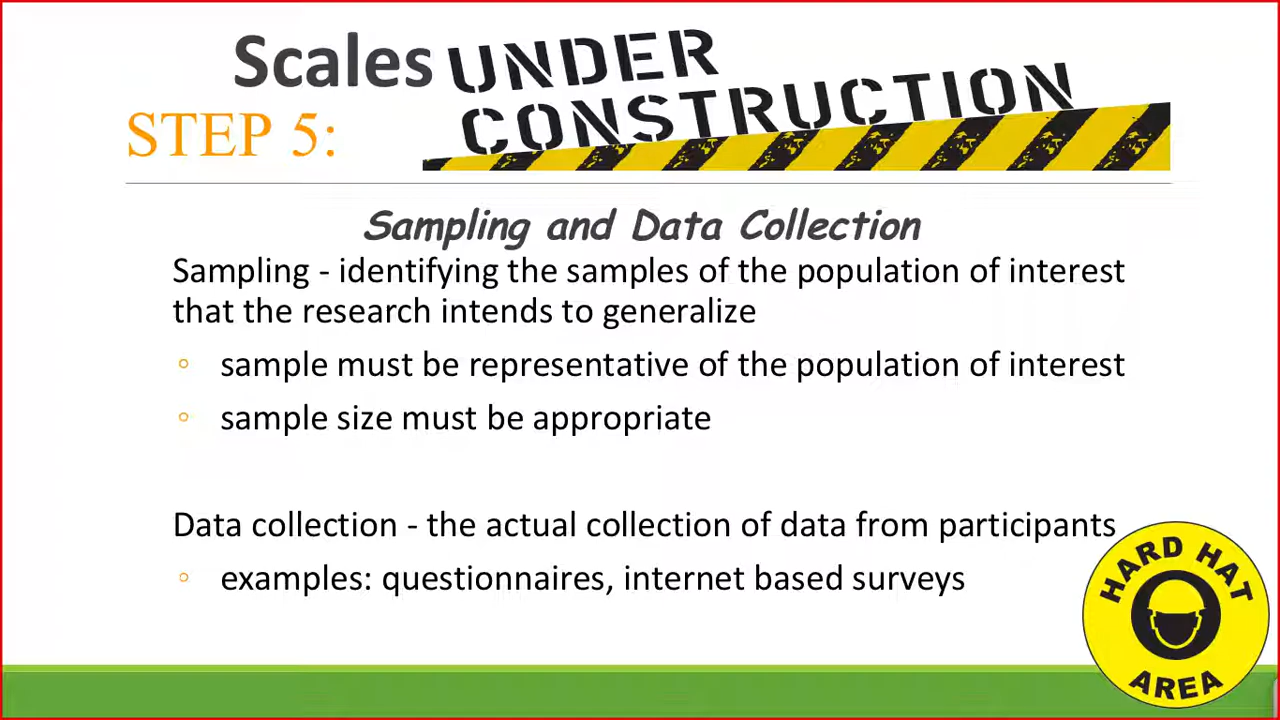 Scales UNDER
CONSTRUCTION
STEP 5:
Sampling and Data Collection
Sampling - identifying the samples of the population of interest
that the research intends to generalize
◦ sample must be representative of the population of interest
◦ sample size must be appropriate
Data collection - the actual collection of data from participants
◦ examples: questionnaires, internet based surveys
HARD HAT
AREA